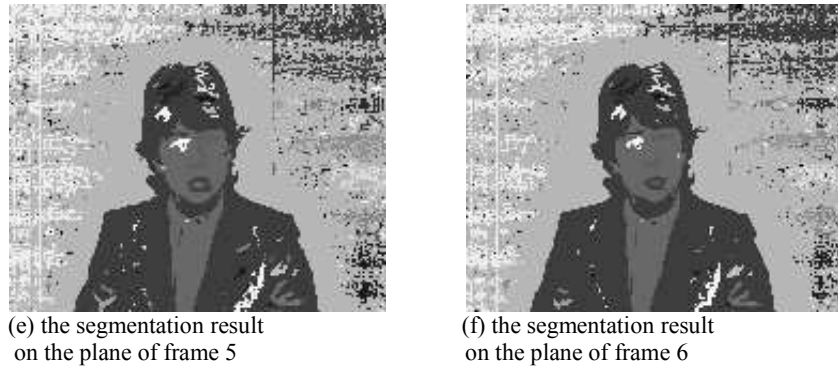 (e) the segmentation result
on the plane of frame 5
(f) the segmentation result
on the plane of frame 6